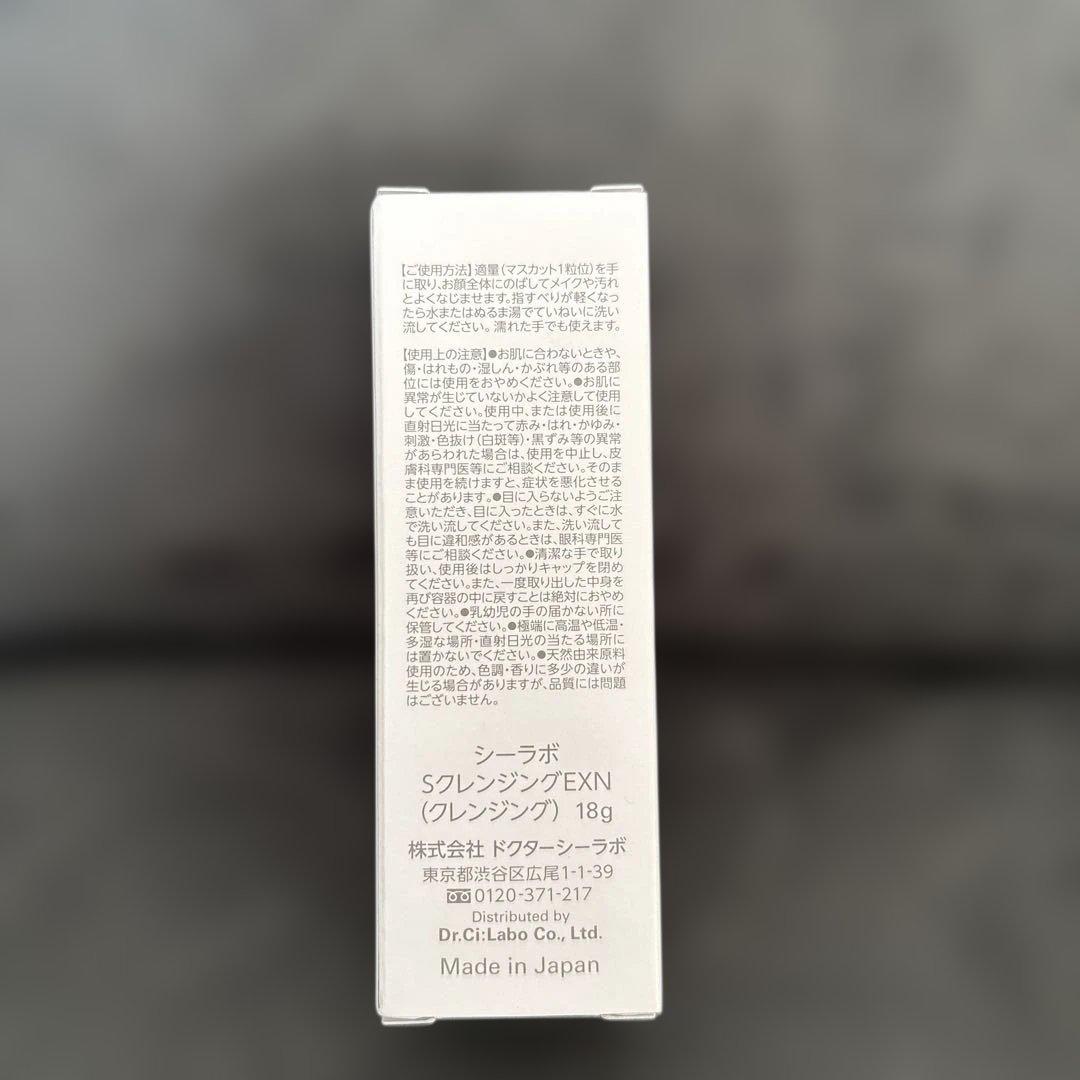 【ご使用方法】適量(マスカット1粒位)を手
に取り、お顔全体にのばしてメイクや汚れ
とよくなじませます。指すべりが軽くなっ
たら水またはぬるま湯でていねいに洗い
流してください。濡れた手でも使えます。
【使用上の注意】●お肌に合わないときや、
傷・はれもの・湿しん・かぶれ等のある部
位には使用をおやめください。●お肌に
異常が生じていないかよく注意して使用
してください。使用中、または使用後に
直射日光に当たって赤み・はれ・かゆみ・
刺激・色抜け(白斑等)・黒ずみ等の異常
があらわれた場合は、使用を中止し、皮
膚科専門医等にご相談ください。そのま
ま使用を続けますと、症状を悪化させる
ことがあります。●目に入らないようご注
意いただき、目に入ったときは、すぐに水
で洗い流してください。また、洗い流して
も目に違和感があるときは、眼科専門医
等にご相談ください。●清潔な手で取り
扱い、使用後はしっかりキャップを閉め
てください。また、一度取り出した中身を
再び容器の中に戻すことは絶対におやめ
ください。●乳幼児の手の届かない所に
保管してください。●極端に高温や低温・
多湿な場所・直射日光の当たる場所に
は置かないでください。●天然由来原料
使用のため、色調・香りに多少の違いが
生じる場合がありますが、品質には問題
はございません。
シーラボ
SクレンジングEXN
(クレンジング) 18g
株式会社 ドクターシーラボ
東京都渋谷区広尾1-1-39
0120-371-217
Distributed by
Dr.Ci:Labo Co., Ltd.
Made in Japan